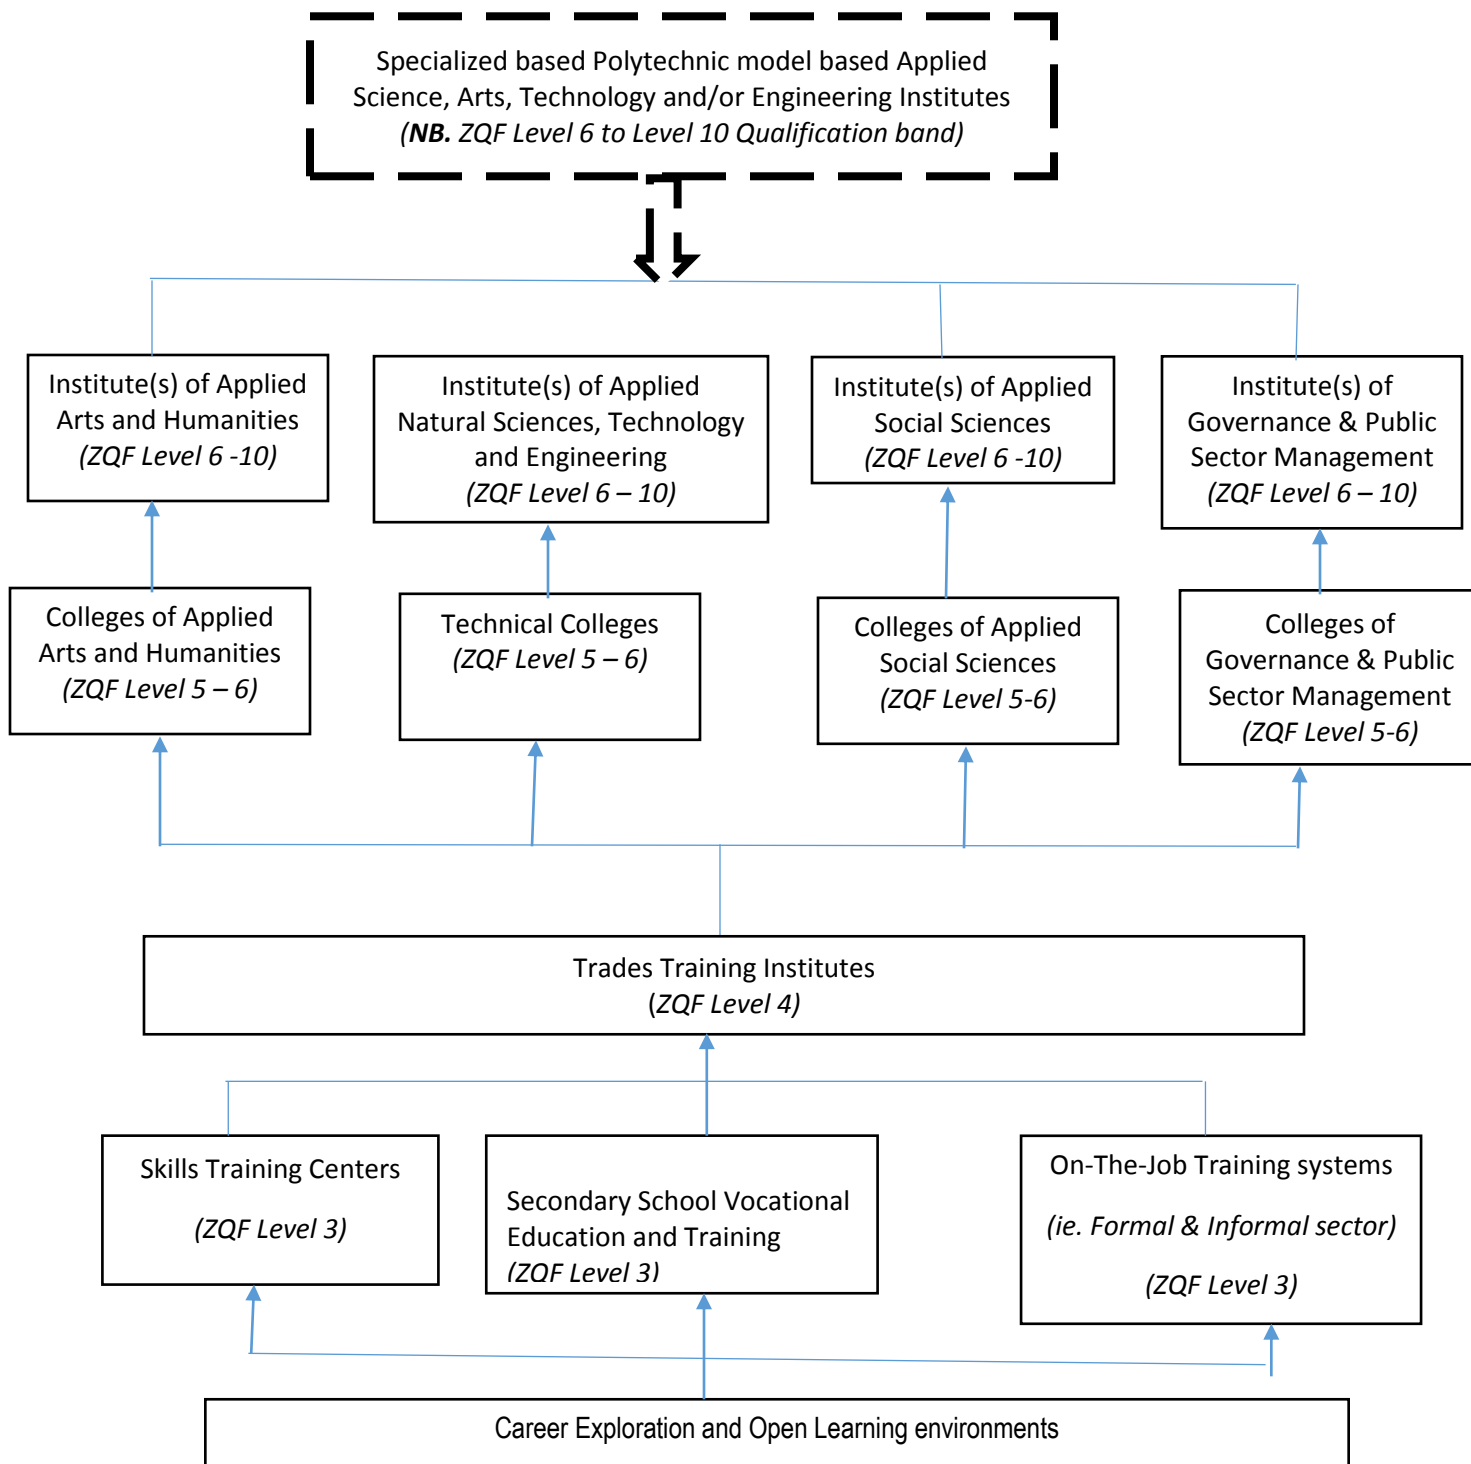 Specialized based Polytechnic model based Applied
Science, Arts, Technology and/or Engineering Institutes
(NB. ZQF Level 6 to Level 10 Qualification band)
Institute(s) of Applied
Arts and Humanities
(ZQF Level 6 -10)
Institute(s) of Applied
Natural Sciences, Technology
and Engineering
(ZQF Level 6 – 10)
Institute(s) of Applied
Social Sciences
(ZQF Level 6 -10)
Institute(s) of
Governance & Public
Sector Management
(ZQF Level 6 – 10)
Colleges of Applied
Arts and Humanities
(ZQF Level 5 – 6)
Technical Colleges
(ZQF Level 5 – 6)
Colleges of Applied
Social Sciences
(ZQF Level 5-6)
Colleges of
Governance & Public
Sector Management
(ZQF Level 5-6)
Trades Training Institutes
(ZQF Level 4)
Skills Training Centers
(ZQF Level 3)
Secondary School Vocational
Education and Training
(ZQF Level 3)
On-The-Job Training systems
(ie. Formal & Informal sector)
(ZQF Level 3)
Career Exploration and Open Learning environments